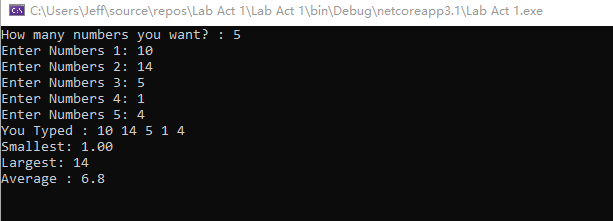 C:\Users\Jeff\source\repos\Lab Act 1\Lab Act 1\bin\Debug\netcoreapp3.1\Lab Act 1.exe
How many numbers you want? : 5
Enter Numbers 1: 10
Enter Numbers 2: 14
Enter Numbers 3: 5
Enter Numbers 4: 1
Enter Numbers 5: 4
You Typed : 10 14 5 1 4
Smallest: 1.00
Largest: 14
Average : 6.8